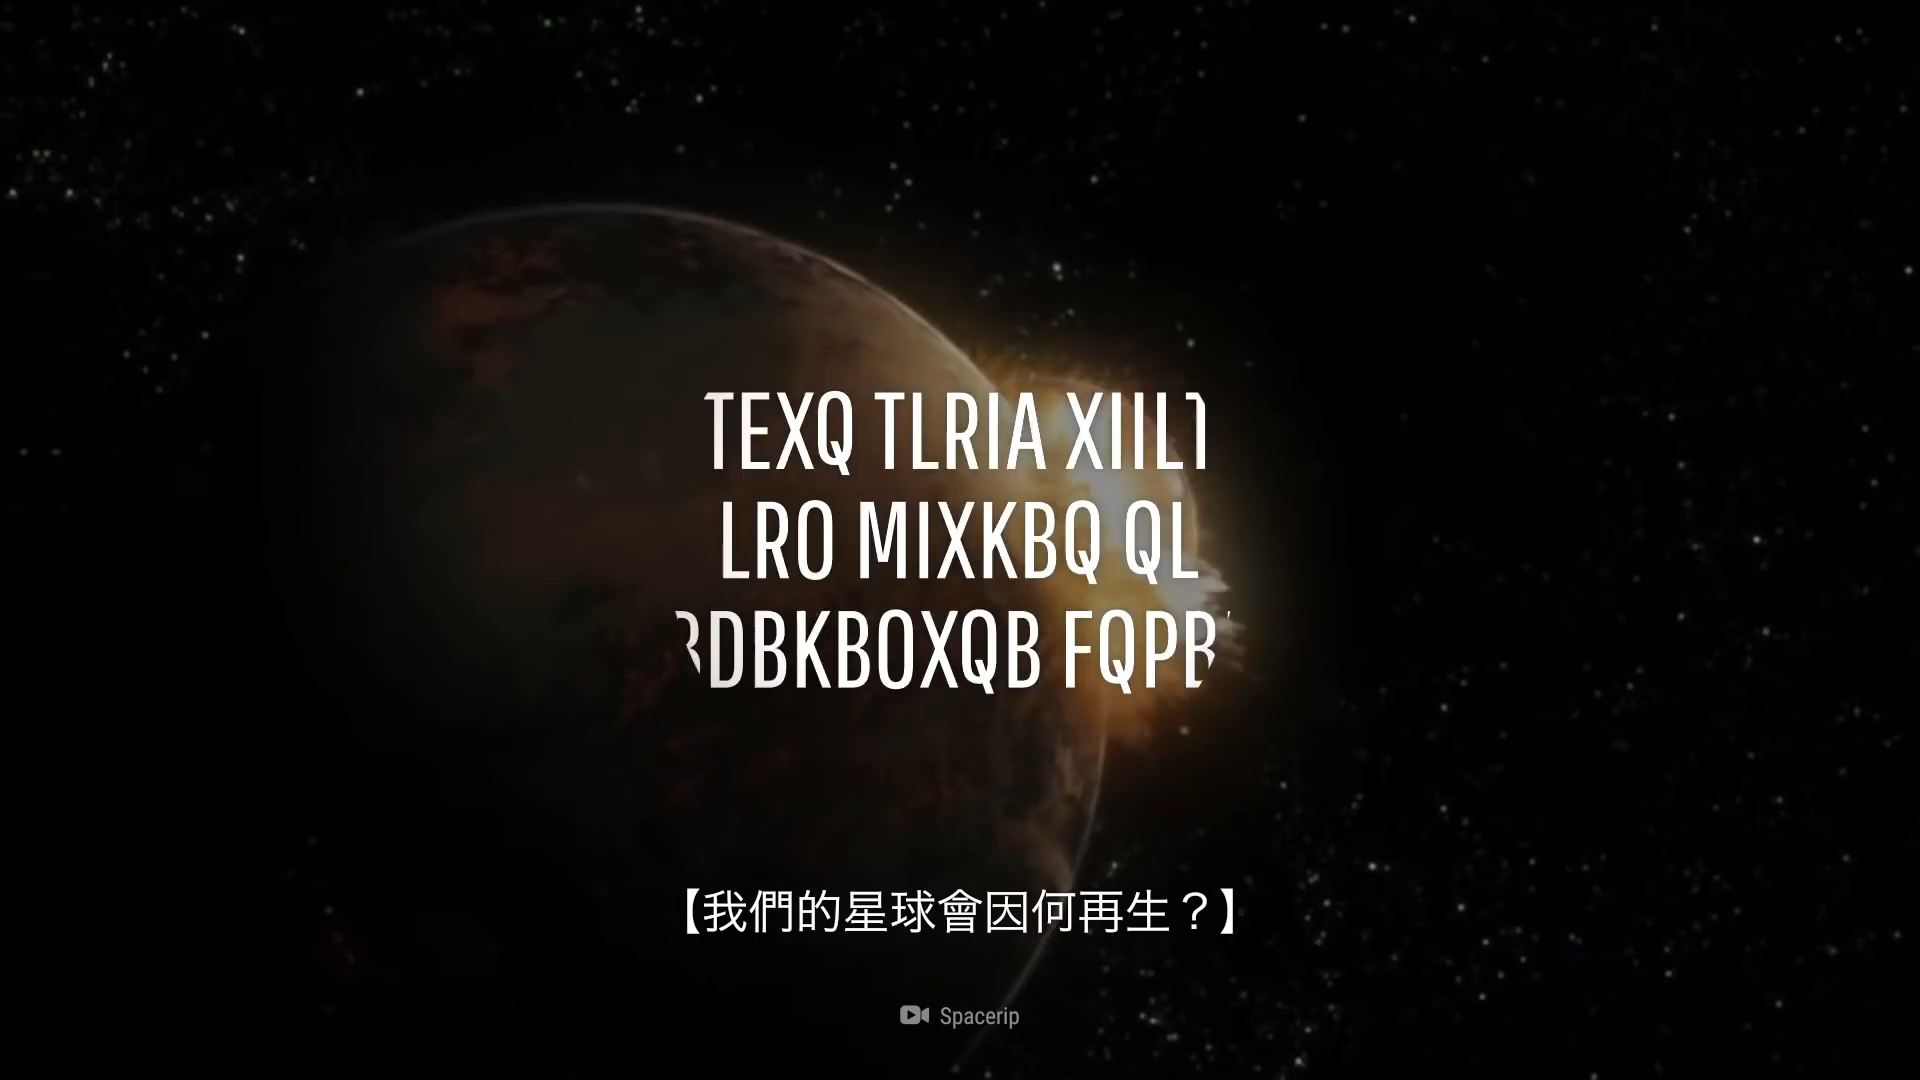 TEXQ TLRIA XIIL
LRO MIXKBQ QL
DBKBOXQB FQPB
【我們的星球會因何再生？】
Spacerip